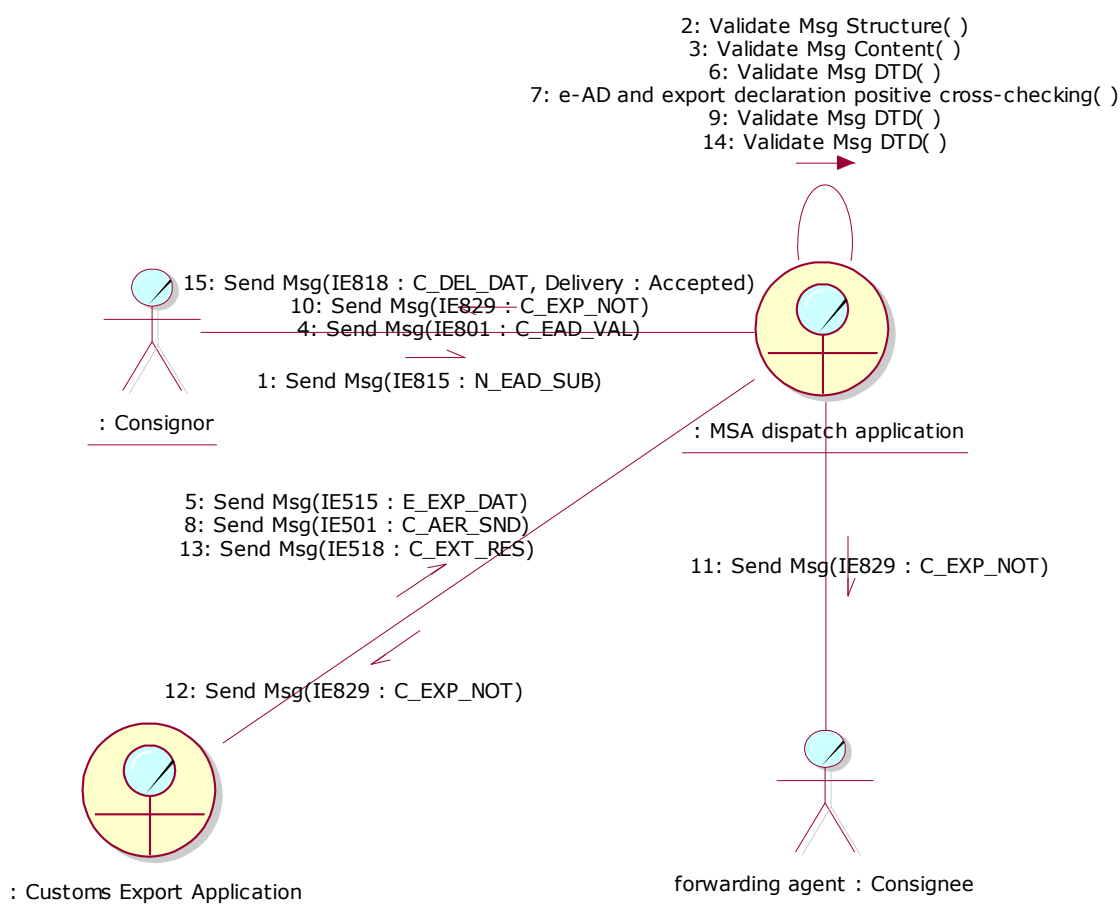 2: Validate Msg Structure( )
3: Validate Msg Content( )
6: Validate Msg DTD( )
7: e-AD and export declaration positive cross-checking( )
9: Validate Msg DTD( )
14: Validate Msg DTD( )
15: Send Msg(IE818 : C_DEL_DAT, Delivery : Accepted)
10: Send Msg(IE829 : C_EXP_NOT)
4: Send Msg(IE801 : C_EAD_VAL)
1: Send Msg(IE815 : N_EAD_SUB)
: Consignor
: MSA dispatch application
5: Send Msg(IE515 : E_EXP_DAT)
8: Send Msg(IE501 : C_AER_SND)
13: Send Msg(IE518 : C_EXT_RES)
11: Send Msg(IE829 : C_EXP_NOT)
12: Send Msg(IE829 : C_EXP_NOT)
: Customs Export Application
forwarding agent : Consignee